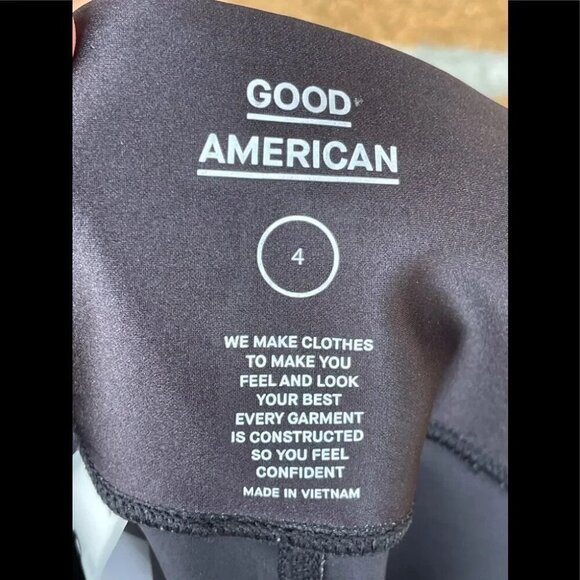 GOOD
AMERICAN
4
WE MAKE CLOTHES
TO MAKE YOU
FEEL AND LOOK
YOUR BEST
EVERY GARMENT
IS CONSTRUCTED
SO YOU FEEL
CONFIDENT
MADE IN VIETNAM